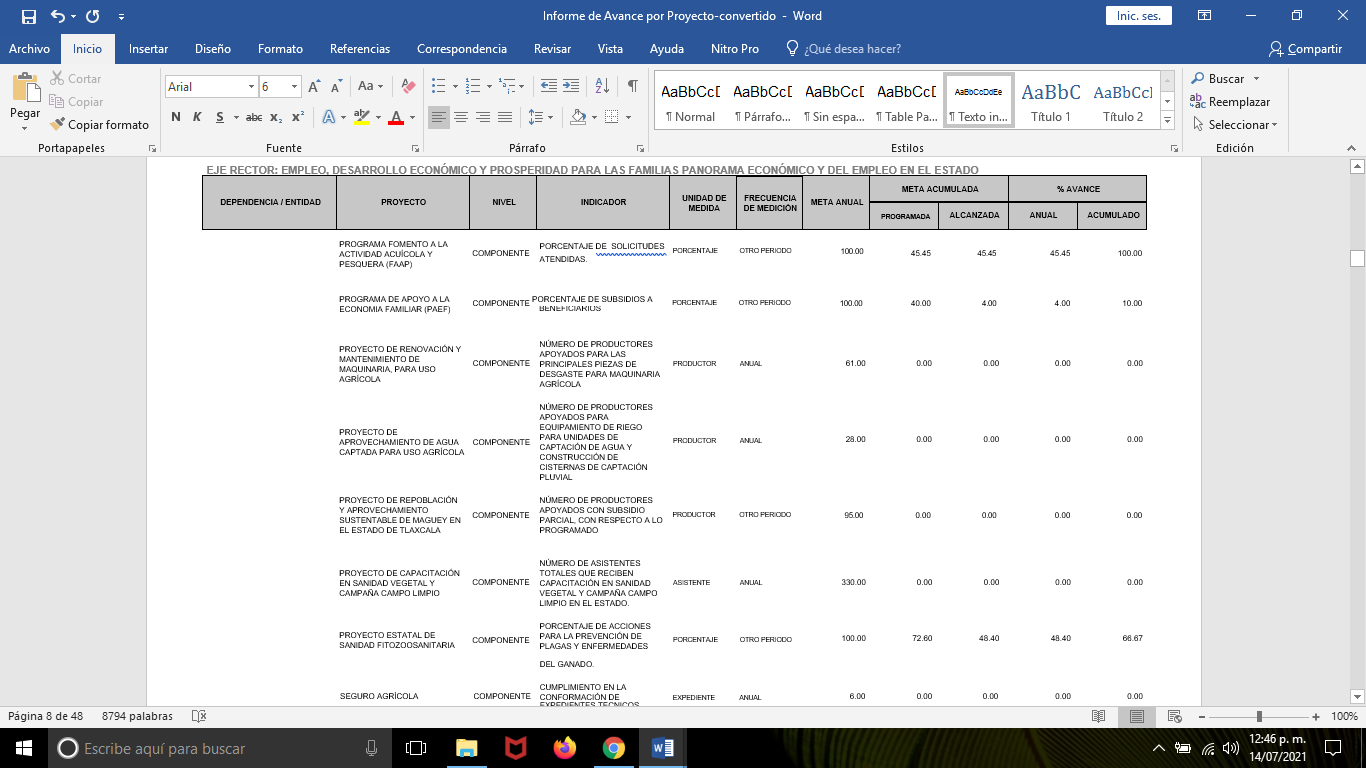 Informe de Avance por Proyecto-convertido - Word
Inic. ses.
Archivo Inicio Insertar Diseño Formato Referencias Correspondencia Revisar Vista Ayuda Nitro Pro ¿Qué desea hacer? Compartir
Pegar
Cortar
Copiar
Copiar formato
Portapapeles
Arial 6
N K S abc x₂ x²
Fuente
Párrafo
AaBbCcI AaBbCcI AaBbCcI AaBbCcI AaBbCcDdEe AaBbC AaBbCcI
¶ Normal ¶ Párrafo... ¶ Sin espa... ¶ Table Pa... ¶ Texto in... Título 1 Título 2
Estilos
Buscar
Reemplazar
Seleccionar
Edición
EJE RECTOR: EMPLEO, DESARROLLO ECONÓMICO Y PROSPERIDAD PARA LAS FAMILIAS PANORAMA ECONÓMICO Y DEL EMPLEO EN EL ESTADO
DEPENDENCIA / ENTIDAD
PROYECTO
NIVEL
INDICADOR
UNIDAD DE
MEDIDA
FRECUENCIA
DE MEDICIÓN
META ANUAL
META ACUMULADA
PROGRAMADA
ALCANZADA
% AVANCE
ANUAL
ACUMULADO
PROGRAMA FOMENTO A LA
ACTIVIDAD ACUÍCOLA Y
PESQUERA (FAAP)
COMPONENTE
PORCENTAJE DE SOLICITUDES
ATENDIDAS.
PORCENTAJE
OTRO PERIODO
100.00 45.45 45.45 45.45 100.00
PROGRAMA DE APOYO A LA
ECONOMIA FAMILIAR (PAEF)
COMPONENTE
PORCENTAJE DE SUBSIDIOS A
BENEFICIARIOS
PORCENTAJE
OTRO PERIODO
100.00 40.00 4.00 4.00 10.00
PROYECTO DE RENOVACIÓN Y
MANTENIMIENTO DE
MAQUINARIA, PARA USO
AGRÍCOLA
COMPONENTE
NÚMERO DE PRODUCTORES
APOYADOS PARA LAS
PRINCIPALES PIEZAS DE
DESGASTE PARA MAQUINARIA
AGRÍCOLA
PRODUCTOR
ANUAL
61.00 0.00 0.00 0.00 0.00
PROYECTO DE
APROVECHAMIENTO DE AGUA
CAPTADA PARA USO AGRÍCOLA
COMPONENTE
NÚMERO DE PRODUCTORES
APOYADOS PARA
EQUIPAMIENTO DE RIEGO
PARA UNIDADES DE
CAPTACIÓN DE AGUA Y
CONSTRUCCIÓN DE
CISTERNAS DE CAPTACIÓN
PLUVIAL
PRODUCTOR
ANUAL
28.00 0.00 0.00 0.00 0.00
PROYECTO DE REPOBLACIÓN
Y APROVECHAMIENTO
SUSTENTABLE DE MAGUEY EN
EL ESTADO DE TLAXCALA
COMPONENTE
NÚMERO DE PRODUCTORES
APOYADOS CON SUBSIDIO
PARCIAL, CON RESPECTO A LO
PROGRAMADO
PRODUCTOR
OTRO PERIODO
95.00 0.00 0.00 0.00 0.00
PROYECTO DE CAPACITACIÓN
EN SANIDAD VEGETAL Y
CAMPAÑA CAMPO LIMPIO
COMPONENTE
NÚMERO DE ASISTENTES
TOTALES QUE RECIBEN
CAPACITACIÓN EN SANIDAD
VEGETAL Y CAMPAÑA CAMPO
LIMPIO EN EL ESTADO.
ASISTENTE
ANUAL
330.00 0.00 0.00 0.00 0.00
PROYECTO ESTATAL DE
SANIDAD FITOZOOSANITARIA
COMPONENTE
PORCENTAJE DE ACCIONES
PARA LA PREVENCIÓN DE
PLAGAS Y ENFERMEDADES
DEL GANADO.
PORCENTAJE
OTRO PERIODO
100.00 72.60 48.40 48.40 66.67
SEGURO AGRÍCOLA
COMPONENTE
CUMPLIMIENTO EN LA
CONFORMACIÓN DE
EXPEDIENTES TECNICOS
EXPEDIENTE
ANUAL
6.00 0.00 0.00 0.00 0.00
Página 8 de 48 8794 palabras 100%
Escribe aquí para buscar
12:46 p. m.
14/07/2021